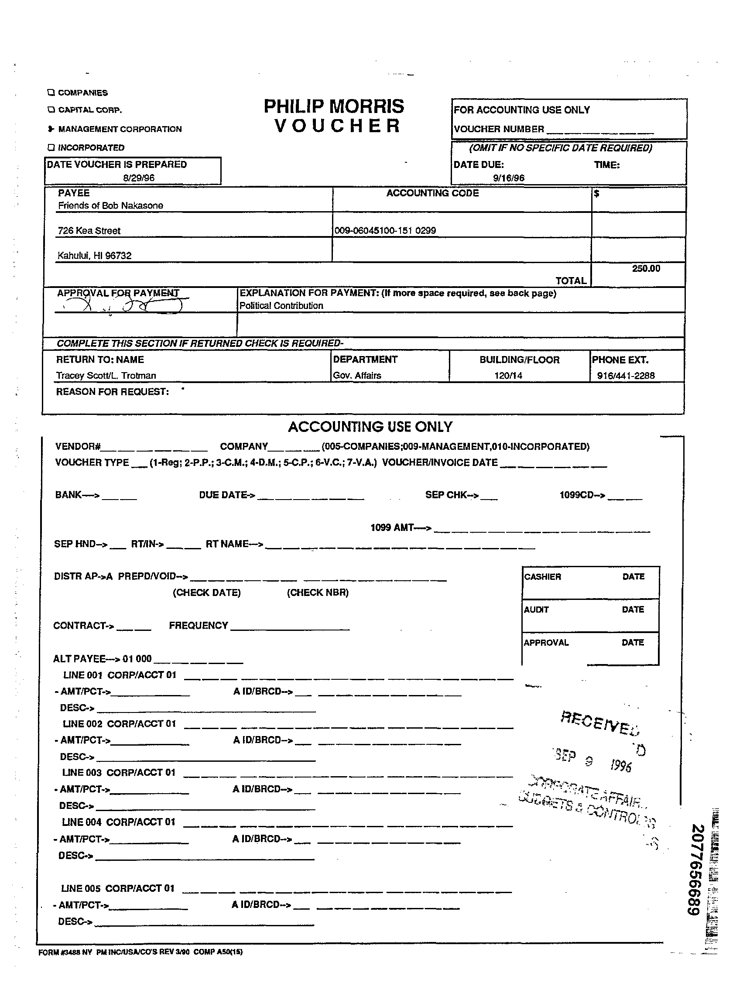 ❏ COMPANIES
❏ CAPITAL CORP.
MANAGEMENT CORPORATION
❏ INCORPORATED
PHILIP MORRIS
VOUCHER
FOR ACCOUNTING USE ONLY
VOUCHER NUMBER
(OMIT IF NO SPECIFIC DATE REQUIRED)
DATE VOUCHER IS PREPARED
8/29/96
DATE DUE: TIME:
9/16/96
PAYEE ACCOUNTING CODE $
Friends of Bob Nakasone
726 Kea Street 009-06045100-151 0299
Kahului, HI 96732
TOTAL 250.00
APPROVAL FOR PAYMENT EXPLANATION FOR PAYMENT: (If more space required, see back page)
Political Contribution
COMPLETE THIS SECTION IF RETURNED CHECK IS REQUIRED-
RETURN TO: NAME DEPARTMENT BUILDING/FLOOR PHONE EXT.
Tracey Scott/L. Trotman Gov. Affairs 120/14 916/441-2288
REASON FOR REQUEST:
ACCOUNTING USE ONLY
VENDOR# COMPANY (005-COMPANIES;009-MANAGEMENT,010-INCORPORATED)
VOUCHER TYPE (1-Reg; 2-P.P.; 3-C.M.; 4-D.M.; 5-C.P.; 6-V.C.; 7-V.A.) VOUCHER/INVOICE DATE
BANK—> DUE DATE-> SEP CHK--> 1099CD-->
1099 AMT—->
SEP HND--> RT/IN-> RT NAME--->
DISTR AP->A PREPD/VOID-->
(CHECK DATE) (CHECK NBR)
CASHIER DATE
AUDIT DATE
CONTRACT-> FREQUENCY
APPROVAL DATE
ALT PAYEE---> 01 000
LINE 001 CORP/ACCT 01
- AMT/PCT-> A ID/BRCD-->
DESC->
LINE 002 CORP/ACCT 01
- AMT/PCT-> A ID/BRCD-->
DESC->
LINE 003 CORP/ACCT 01
- AMT/PCT-> A ID/BRCD-->
DESC->
LINE 004 CORP/ACCT 01
- AMT/PCT-> A ID/BRCD-->
DESC->
LINE 005 CORP/ACCT 01
- AMT/PCT-> A ID/BRCD-->
DESC->
RECEIVED
SEP 9 1996
CORPORATE AFFAIR
BUDGETS & CONTROLS
2077656689
FORM #3488 NY PM INC/USA/CO'S REV 3/90 COMP A50(15)